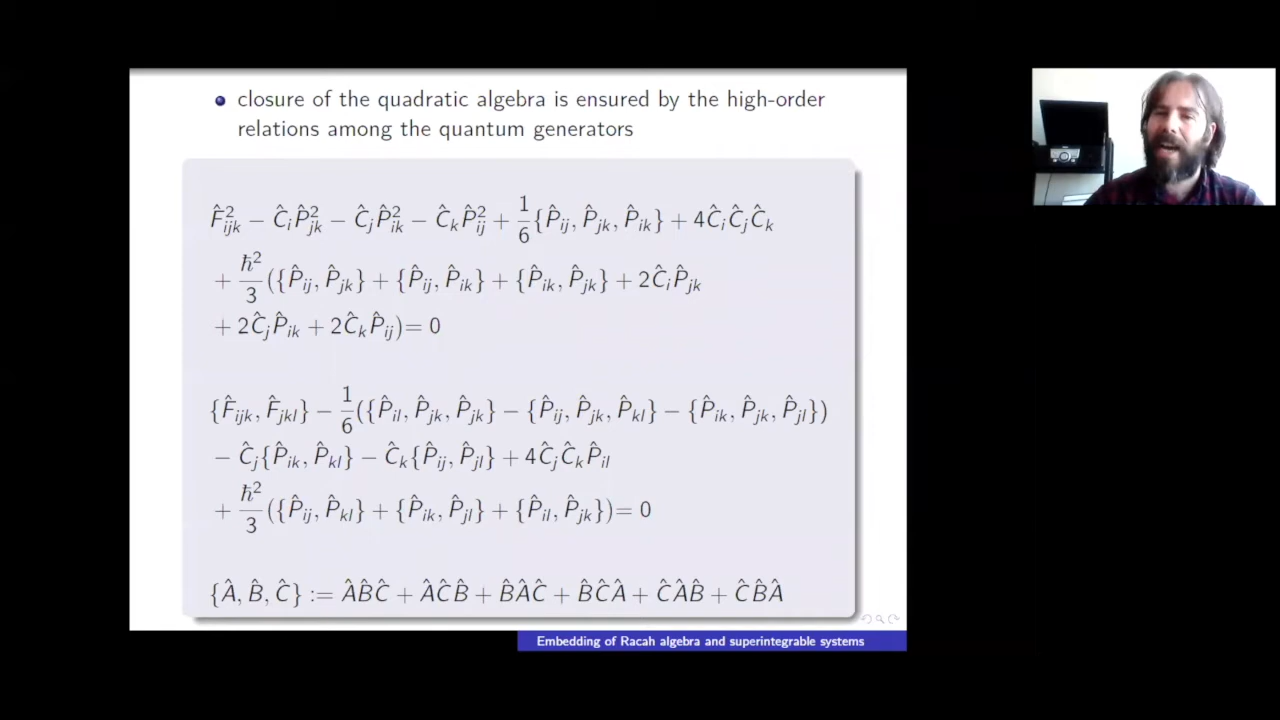 closure of the quadratic algebra is ensured by the high-order
relations among the quantum generators
F̂²ᵢⱼₖ − ĈᵢP̂²ⱼₖ − ĈⱼP̂²ᵢₖ − ĈₖP̂²ᵢⱼ + 1/6{P̂ᵢⱼ, P̂ⱼₖ, P̂ᵢₖ} + 4ĈᵢĈⱼĈₖ
+ ℏ²/3({P̂ᵢⱼ, P̂ⱼₖ} + {P̂ᵢⱼ, P̂ᵢₖ} + {P̂ᵢₖ, P̂ⱼₖ} + 2ĈᵢP̂ⱼₖ
+ 2ĈⱼP̂ᵢₖ + 2ĈₖP̂ᵢⱼ) = 0
{F̂ᵢⱼₖ, F̂ⱼₖₗ} − 1/6({P̂ᵢₗ, P̂ⱼₖ, P̂ⱼₖ} − {P̂ᵢⱼ, P̂ⱼₖ, P̂ₖₗ} − {P̂ᵢₖ, P̂ⱼₖ, P̂ⱼₗ})
− Ĉⱼ{P̂ᵢₖ, P̂ₖₗ} − Ĉₖ{P̂ᵢⱼ, P̂ⱼₗ} + 4ĈⱼĈₖP̂ᵢₗ
+ ℏ²/3({P̂ᵢⱼ, P̂ₖₗ} + {P̂ᵢₖ, P̂ⱼₗ} + {P̂ᵢₗ, P̂ⱼₖ}) = 0
{Â, B̂, Ĉ} := ÂB̂Ĉ + ÂĈB̂ + B̂ÂĈ + B̂ĈÂ + ĈÂB̂ + ĈB̂Â
Embedding of Racah algebra and superintegrable systems